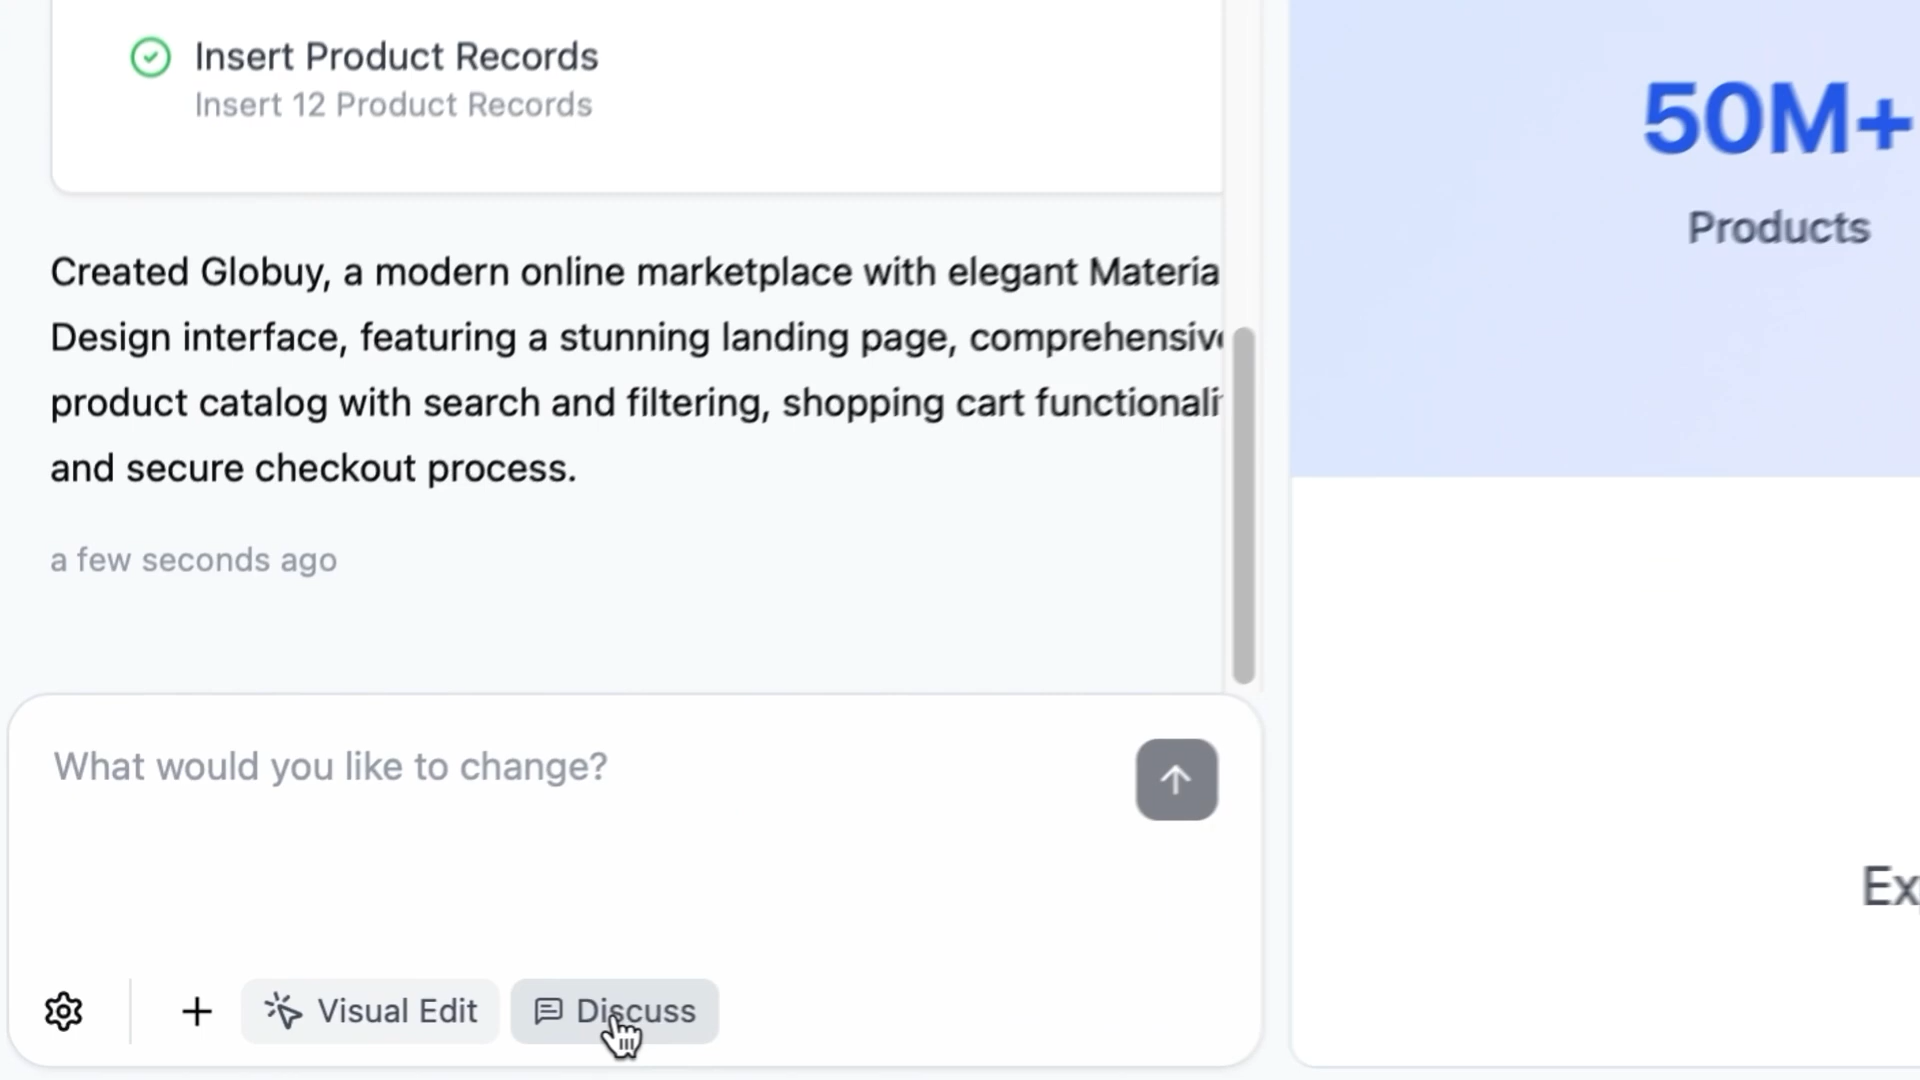 Insert Product Records
Insert 12 Product Records
Created Globuy, a modern online marketplace with elegant Materia
Design interface, featuring a stunning landing page, comprehensive
product catalog with search and filtering, shopping cart functionali
and secure checkout process.
a few seconds ago
What would you like to change?
Visual Edit
Discuss
50M+
Products
Ex